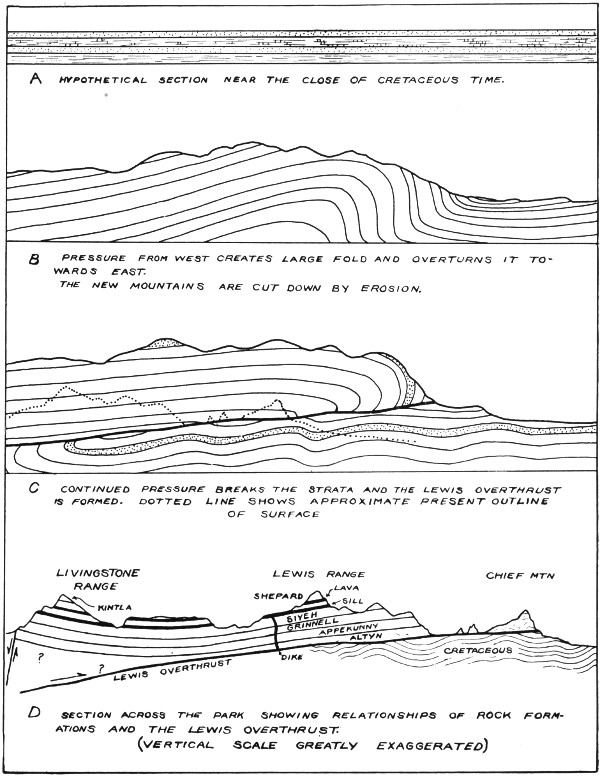 A HYPOTHETICAL SECTION NEAR THE CLOSE OF CRETACEOUS TIME.
B PRESSURE FROM WEST CREATES LARGE FOLD AND OVERTURNS IT TO-
WARDS EAST.
THE NEW MOUNTAINS ARE CUT DOWN BY EROSION.
C CONTINUED PRESSURE BREAKS THE STRATA AND THE LEWIS OVERTHRUST
IS FORMED. DOTTED LINE SHOWS APPROXIMATE PRESENT OUTLINE
OF SURFACE
LIVINGSTONE
RANGE
LEWIS RANGE
CHIEF MTN
KINTLA
SHEPARD
LAVA
SILL
SIYEH
GRINNELL
APPEKUNNY
ALTYN
DIKE
CRETACEOUS
?
?
LEWIS OVERTHRUST
D SECTION ACROSS THE PARK SHOWING RELATIONSHIPS OF ROCK FORM-
ATIONS AND THE LEWIS OVERTHRUST.
(VERTICAL SCALE GREATLY EXAGGERATED)